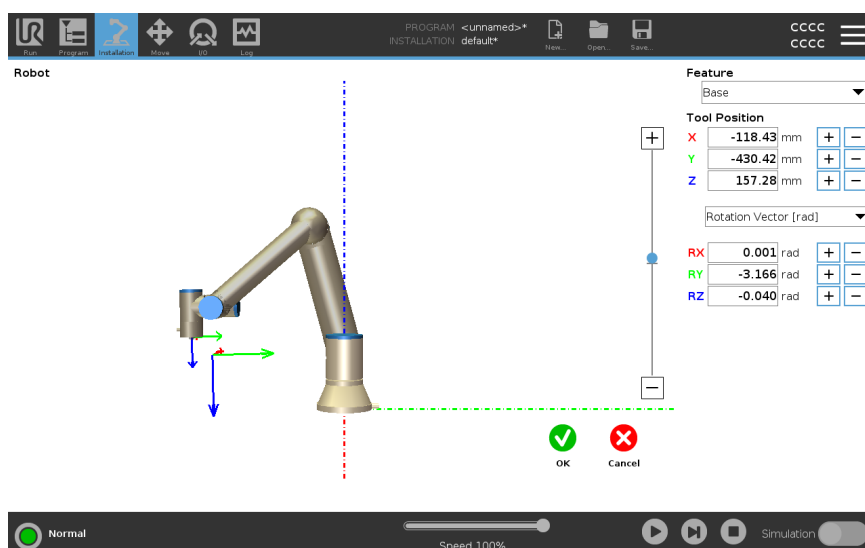 PROGRAM <unnamed>*
INSTALLATION default*
CCCC
CCCC
UR
Run
Program
Installation
Move
I/O
Log
New...
Open...
Save...
Robot
Feature
Base
Tool Position
X -118.43 mm + −
Y -430.42 mm + −
Z 157.28 mm + −
Rotation Vector [rad]
RX 0.001 rad + −
RY -3.166 rad + −
RZ -0.040 rad + −
+
−
OK
Cancel
Normal
Speed 100%
Simulation